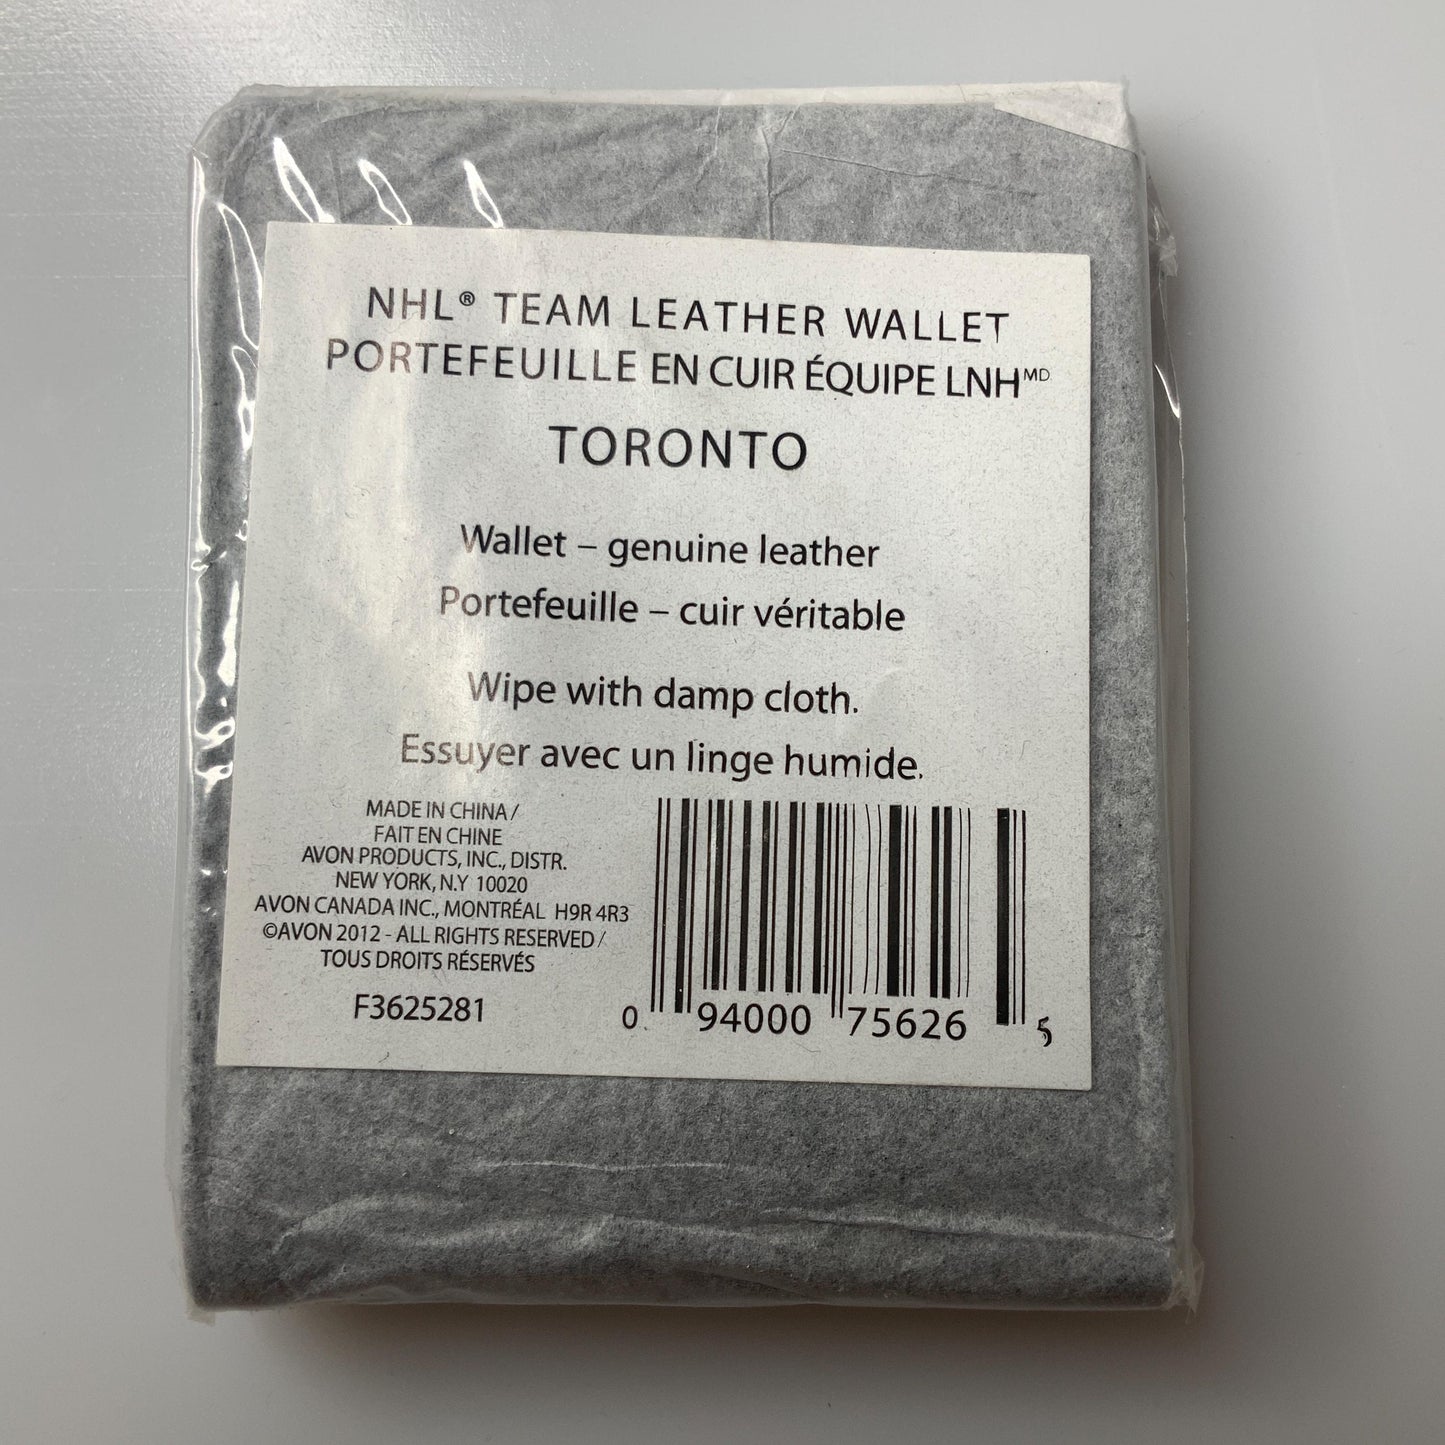 NHL® TEAM LEATHER WALLET
PORTEFEUILLE EN CUIR ÉQUIPE LNHᴹᴰ
TORONTO
Wallet – genuine leather
Portefeuille – cuir véritable
Wipe with damp cloth.
Essuyer avec un linge humide.
MADE IN CHINA /
FAIT EN CHINE
AVON PRODUCTS, INC., DISTR.
NEW YORK, N.Y 10020
AVON CANADA INC., MONTRÉAL H9R 4R3
©AVON 2012 - ALL RIGHTS RESERVED /
TOUS DROITS RÉSERVÉS
F3625281
0 94000 75626 5